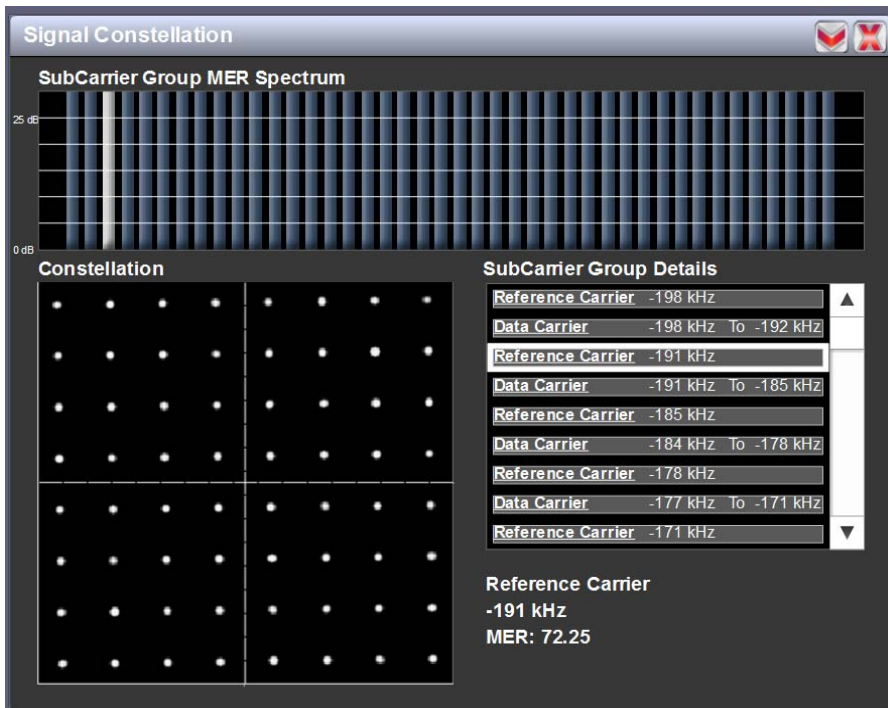 Signal Constellation
SubCarrier Group MER Spectrum
25 dB
0 dB
Constellation
SubCarrier Group Details
Reference Carrier -198 kHz
Data Carrier -198 kHz To -192 kHz
Reference Carrier -191 kHz
Data Carrier -191 kHz To -185 kHz
Reference Carrier -185 kHz
Data Carrier -184 kHz To -178 kHz
Reference Carrier -178 kHz
Data Carrier -177 kHz To -171 kHz
Reference Carrier -171 kHz
Reference Carrier
-191 kHz
MER: 72.25